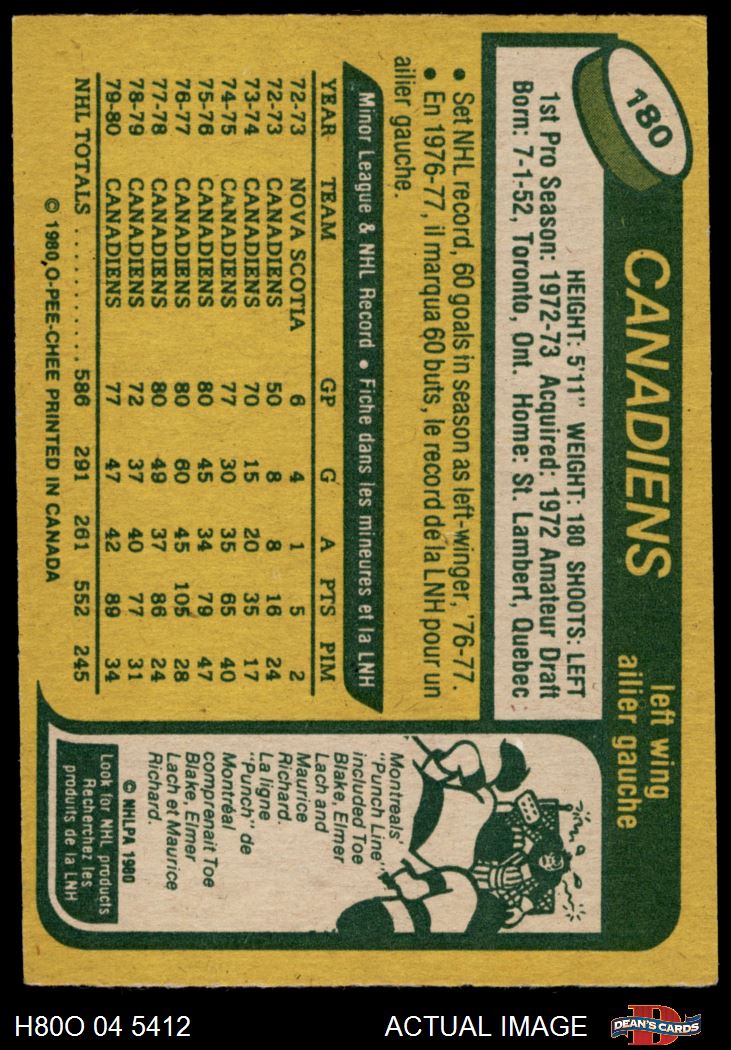 180
CANADIENS
left wing
ailier gauche
HEIGHT: 5'11" WEIGHT: 180 SHOOTS: LEFT
1st Pro Season: 1972-73 Acquired: 1972 Amateur Draft
Born: 7-1-52, Toronto, Ont. Home: St. Lambert, Quebec
• Set NHL record, 60 goals in season as left-winger, '76-77.
• En 1976-77, il marqua 60 buts, le record de la LNH pour un
ailier gauche.
Minor League & NHL Record • Fiche dans les mineures et la LNH
YEAR TEAM GP G A PTS PIM
72-73 NOVA SCOTIA 6 4 1 5 2
72-73 CANADIENS 50 8 8 16 24
73-74 CANADIENS 70 15 20 35 17
74-75 CANADIENS 77 30 35 65 40
75-76 CANADIENS 80 45 34 79 47
76-77 CANADIENS 80 60 45 105 28
77-78 CANADIENS 80 49 37 86 24
78-79 CANADIENS 72 37 40 77 31
79-80 CANADIENS 77 47 42 89 34
NHL TOTALS ........... 586 291 261 552 245
© 1980, O-PEE-CHEE PRINTED IN CANADA
Montreals'
"Punch Line"
included Toe
Blake, Elmer
Lach and
Maurice
Richard.
La ligne
"Punch" de
Montréal
comprenait Toe
Blake, Elmer
Lach et Maurice
Richard.
© NHLPA 1980
Look for NHL products
Recherchez les
produits de la LNH
H80O 04 5412
ACTUAL IMAGE
D
DEAN'S CARDS